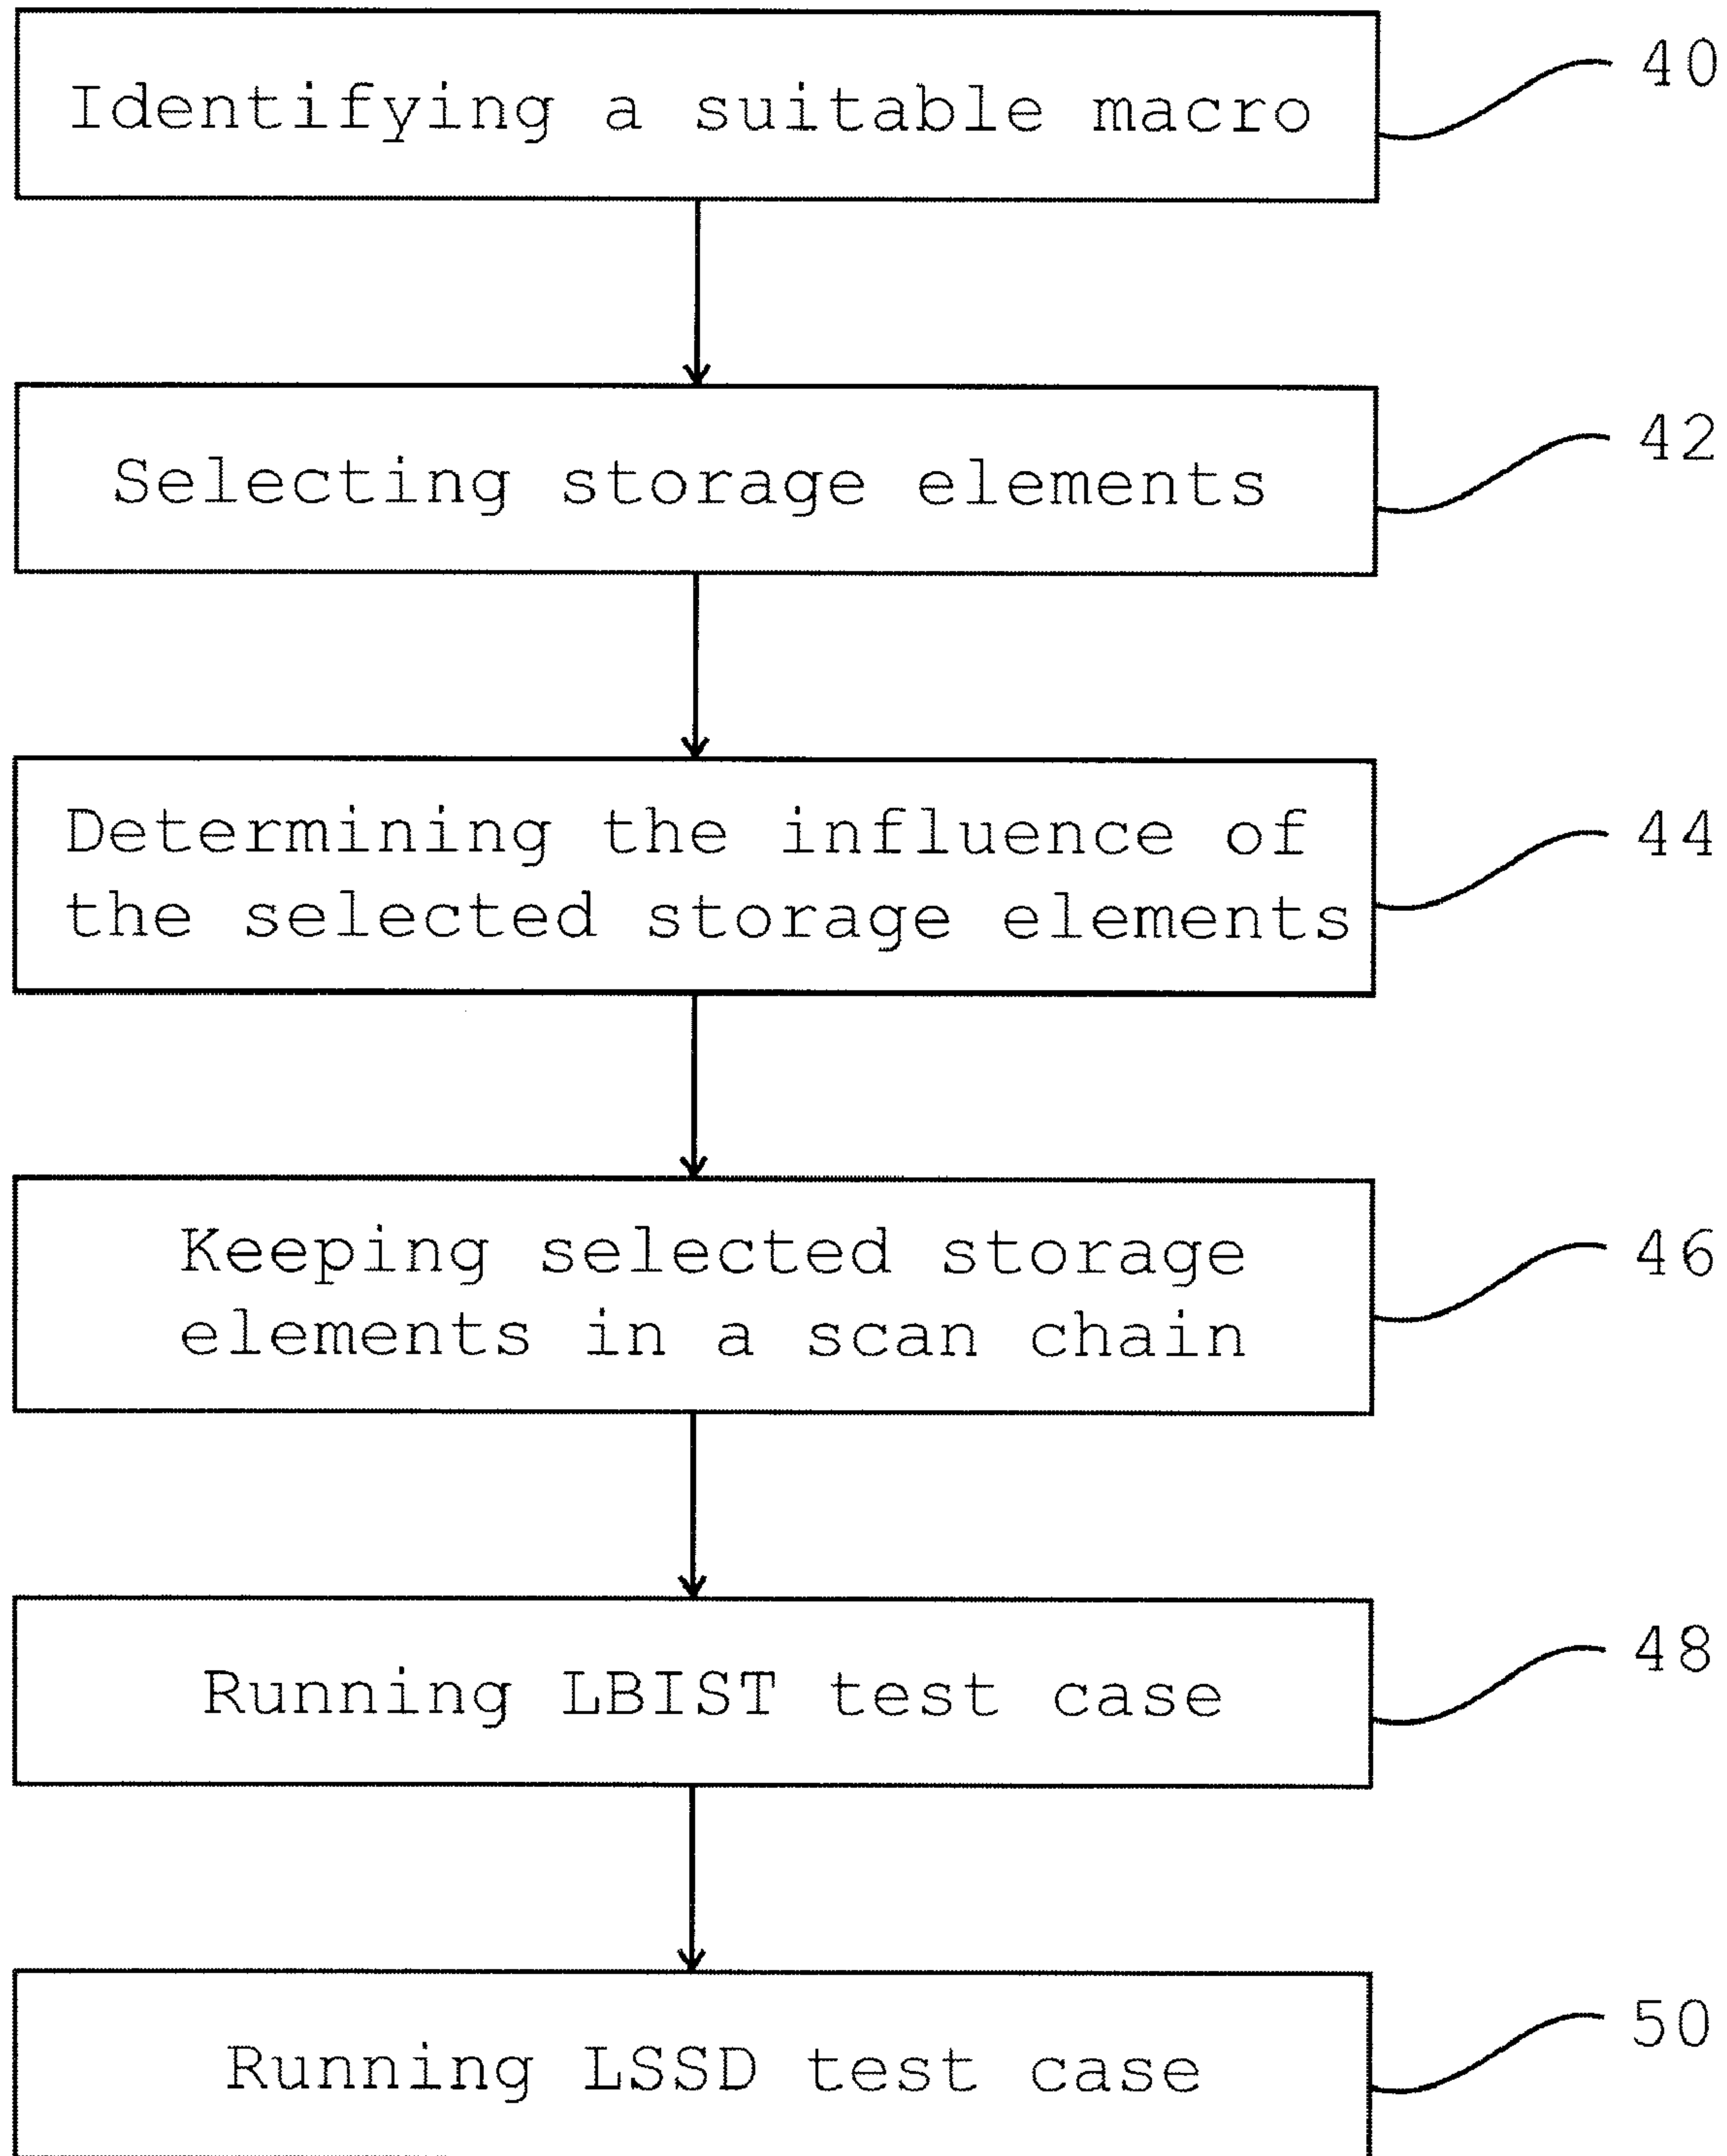 Identifying a suitable macro
40
Selecting storage elements
42
Determining the influence of
the selected storage elements
44
Keeping selected storage
elements in a scan chain
46
Running LBIST test case
48
Running LSSD test case
50